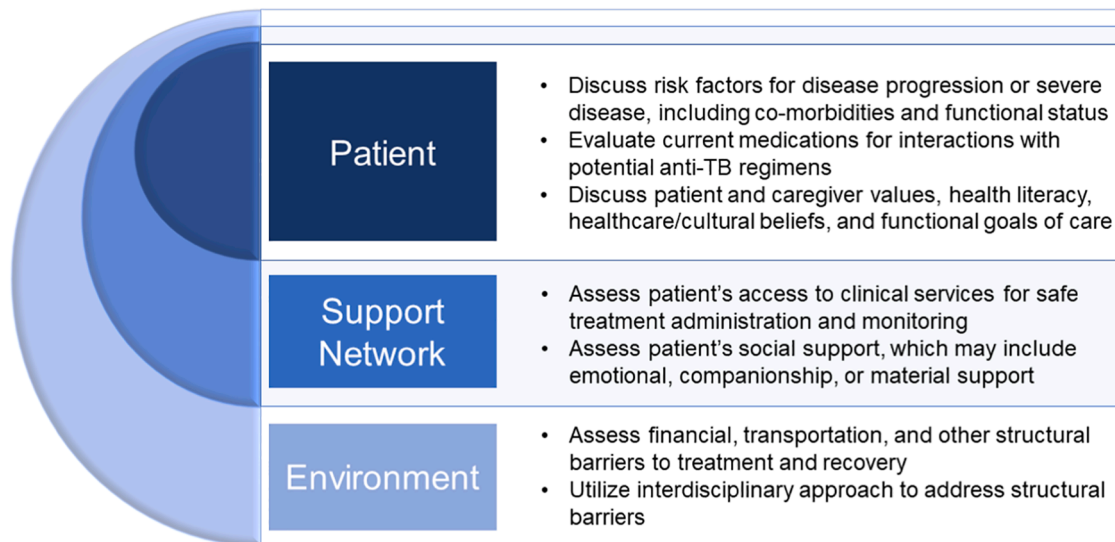 Patient
• Discuss risk factors for disease progression or severe
disease, including co-morbidities and functional status
• Evaluate current medications for interactions with
potential anti-TB regimens
• Discuss patient and caregiver values, health literacy,
healthcare/cultural beliefs, and functional goals of care
Support
Network
• Assess patient's access to clinical services for safe
treatment administration and monitoring
• Assess patient's social support, which may include
emotional, companionship, or material support
Environment
• Assess financial, transportation, and other structural
barriers to treatment and recovery
• Utilize interdisciplinary approach to address structural
barriers